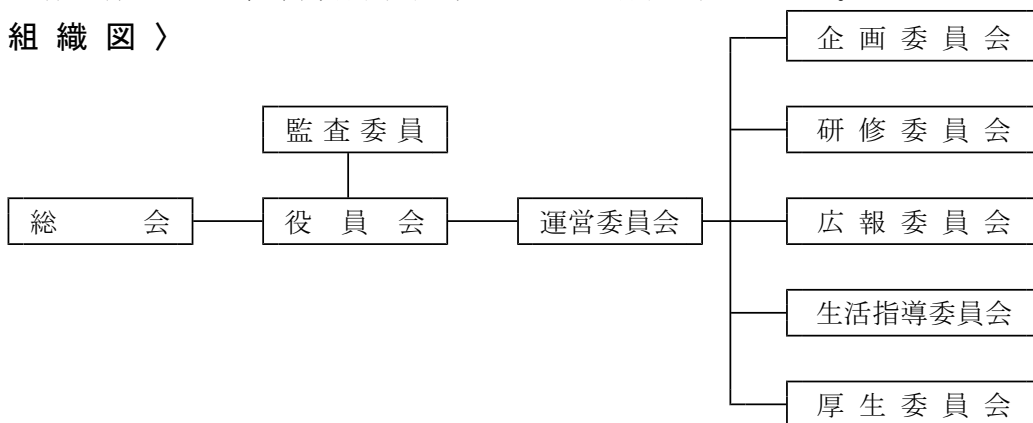 組 織 図 〉
企 画 委 員 会
監 査 委 員
研 修 委 員 会
総 会
役 員 会
運営委員会
広 報 委 員 会
生活指導委員会
厚 生 委 員 会